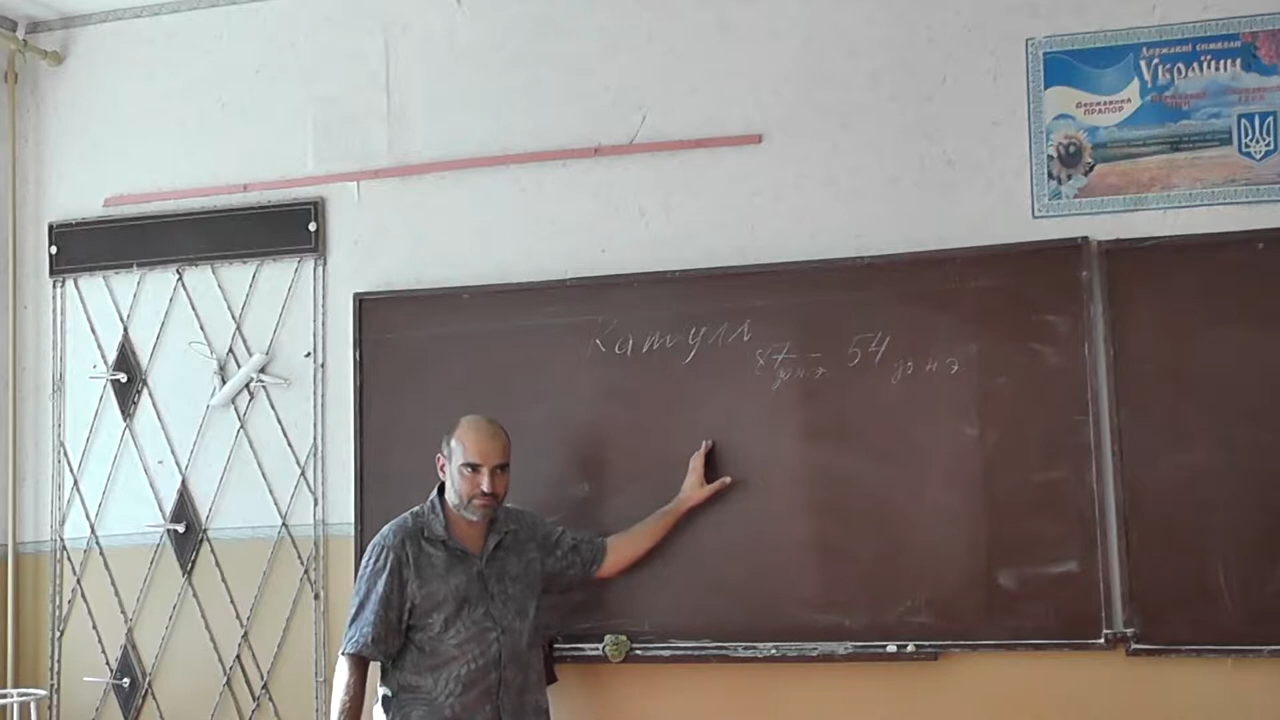 Державні символи
України
Державний
ПРАПОР
Катулл
87 – 54
до н.э. до н э